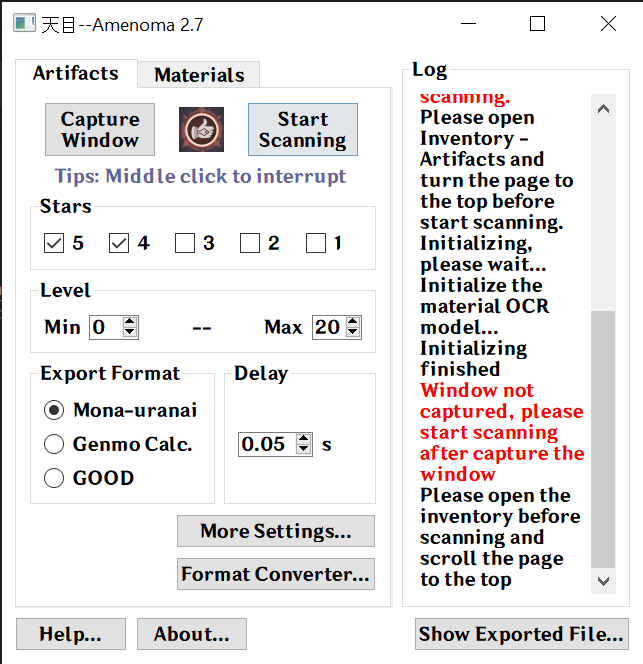 天目--Amenoma 2.7
Artifacts
Materials
Capture
Window
Start
Scanning
Tips: Middle click to interrupt
Stars
5
4
3
2
1
Level
Min 0
--
Max 20
Export Format
Mona-uranai
Genmo Calc.
GOOD
Delay
0.05 s
More Settings...
Format Converter...
Help...
About...
Log
scanning.
Please open
Inventory -
Artifacts and
turn the page to
the top before
start scanning.
Initializing,
please wait...
Initialize the
material OCR
model...
Initializing
finished
Window not
captured, please
start scanning
after capture the
window
Please open the
inventory before
scanning and
scroll the page
to the top
Show Exported File...